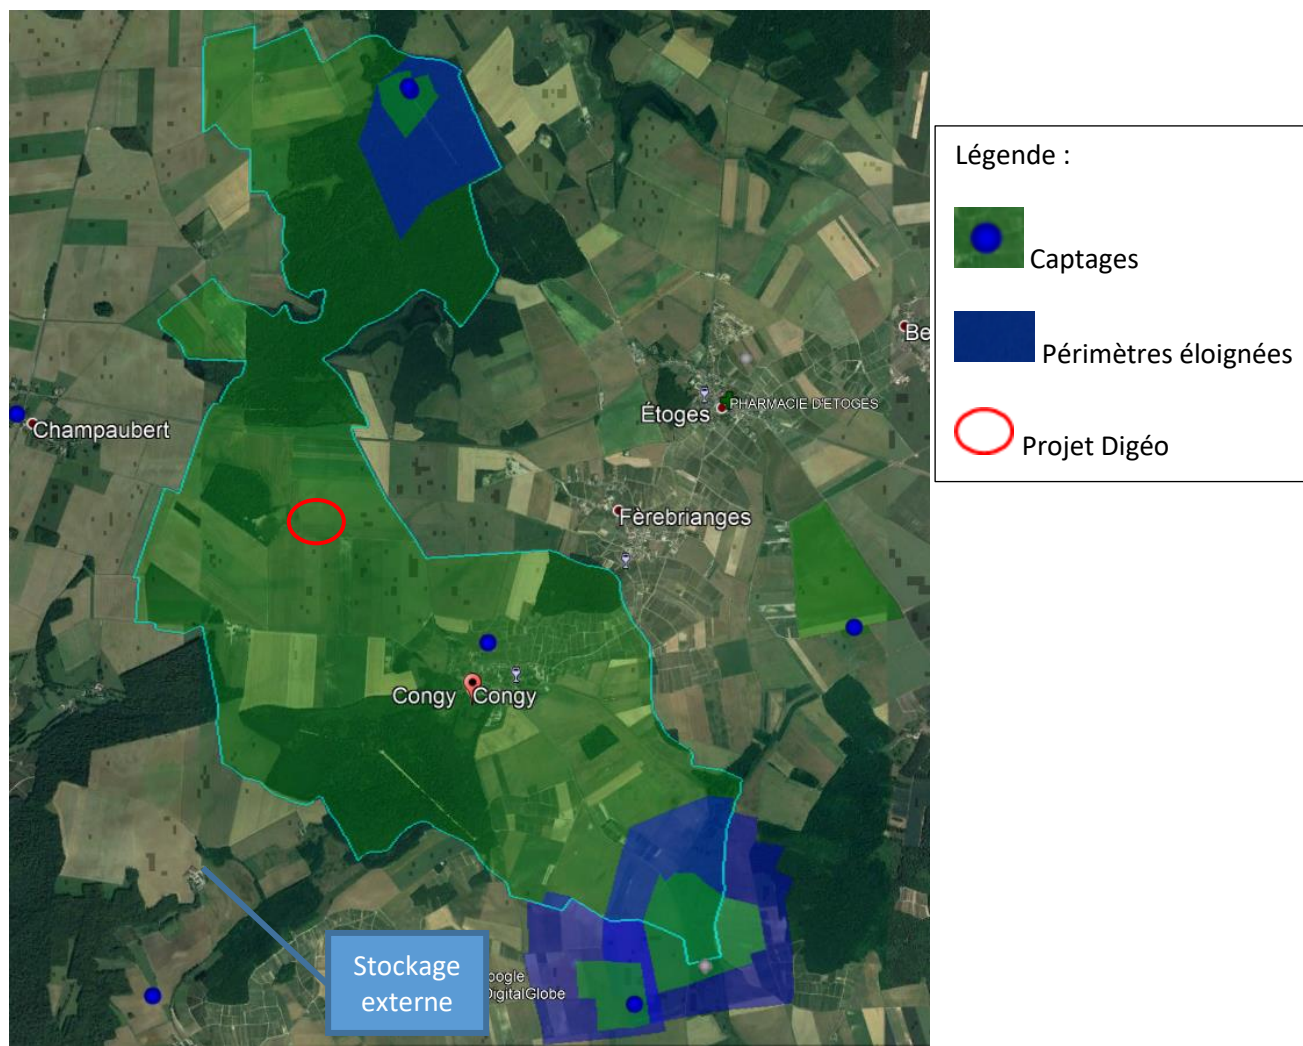 Légende :
Captages
Périmètres éloignées
Projet Digéo
Be
PHARMACIE D'ETOGES
Étoges
Champaubert
Fèrebrianges
Congy
Congy
Stockage
externe
oogle
DigitalGlobe